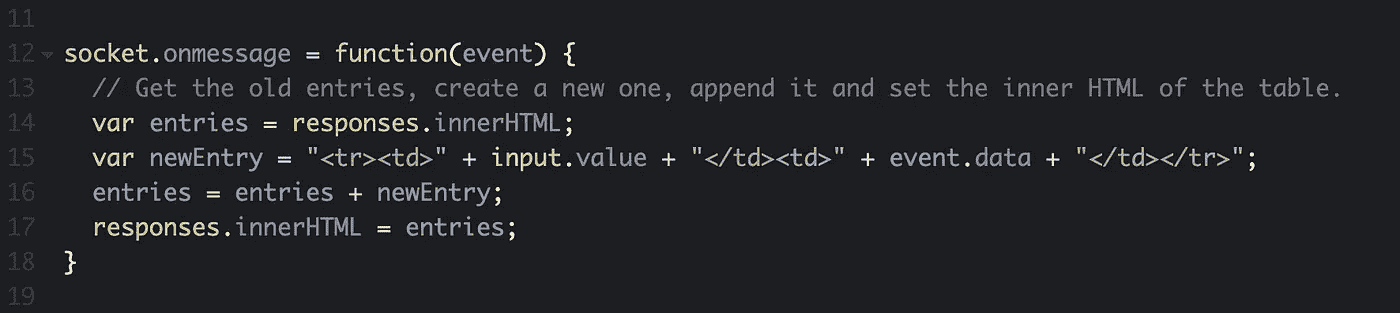 11
12 socket.onmessage = function(event) {
13 // Get the old entries, create a new one, append it and set the inner HTML of the table.
14 var entries = responses.innerHTML;
15 var newEntry = "<tr><td>" + input.value + "</td><td>" + event.data + "</td></tr>";
16 entries = entries + newEntry;
17 responses.innerHTML = entries;
18 }
19